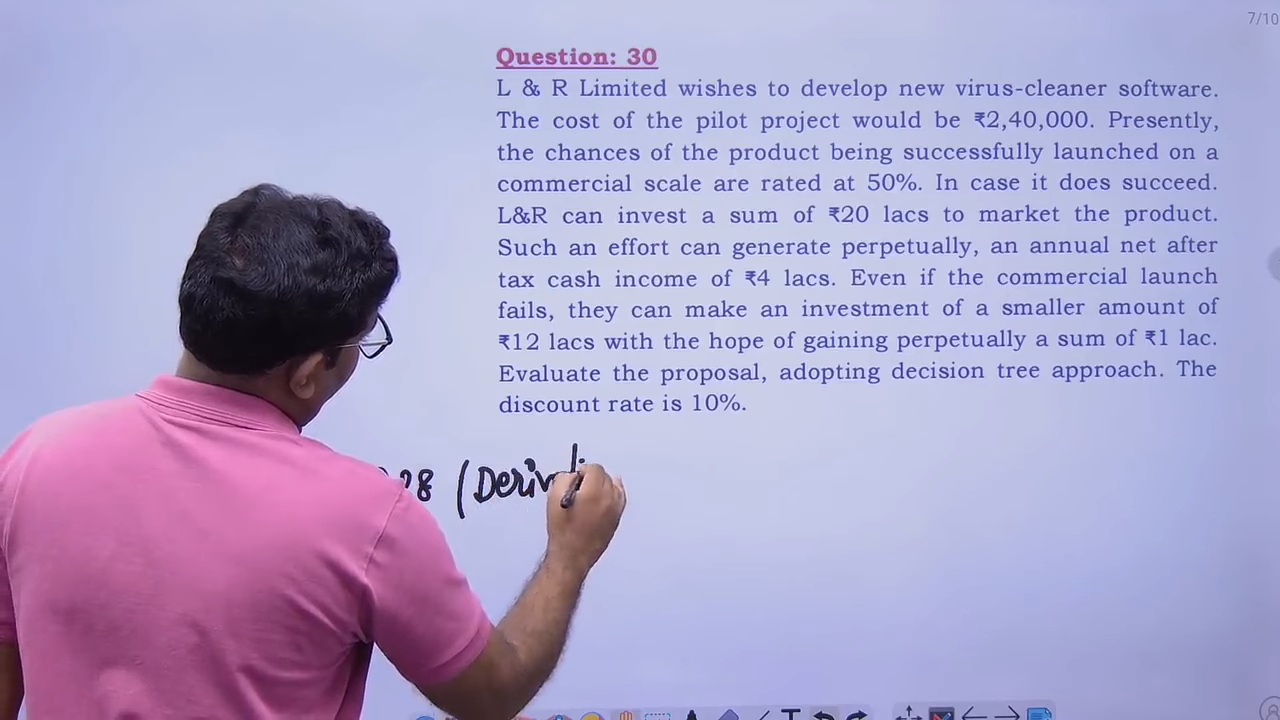 7/10
Question: 30
L & R Limited wishes to develop new virus-cleaner software.
The cost of the pilot project would be ₹2,40,000. Presently,
the chances of the product being successfully launched on a
commercial scale are rated at 50%. In case it does succeed.
L&R can invest a sum of ₹20 lacs to market the product.
Such an effort can generate perpetually, an annual net after
tax cash income of ₹4 lacs. Even if the commercial launch
fails, they can make an investment of a smaller amount of
₹12 lacs with the hope of gaining perpetually a sum of ₹1 lac.
Evaluate the proposal, adopting decision tree approach. The
discount rate is 10%.
28